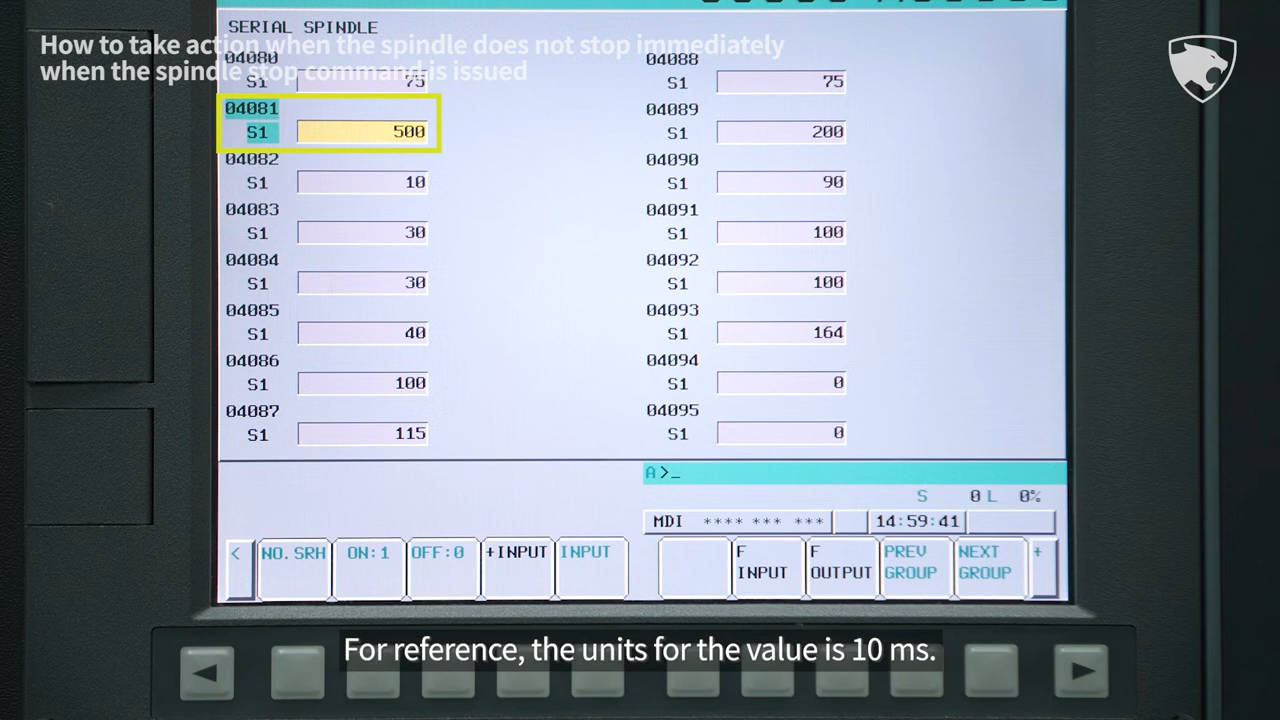 SERIAL SPINDLE
How to take action when the spindle does not stop immediately
when the spindle stop command is issued
04080
S1 75
04081
S1 500
04082
S1 10
04083
S1 30
04084
S1 30
04085
S1 40
04086
S1 100
04087
S1 115
04088
S1 75
04089
S1 200
04090
S1 90
04091
S1 100
04092
S1 100
04093
S1 164
04094
S1 0
04095
S1 0
A>_
S 0 L 0%
MDI **** *** *** 14:59:41
< NO.SRH ON:1 OFF:0 +INPUT INPUT F INPUT F OUTPUT PREV GROUP NEXT GROUP +
For reference, the units for the value is 10 ms.